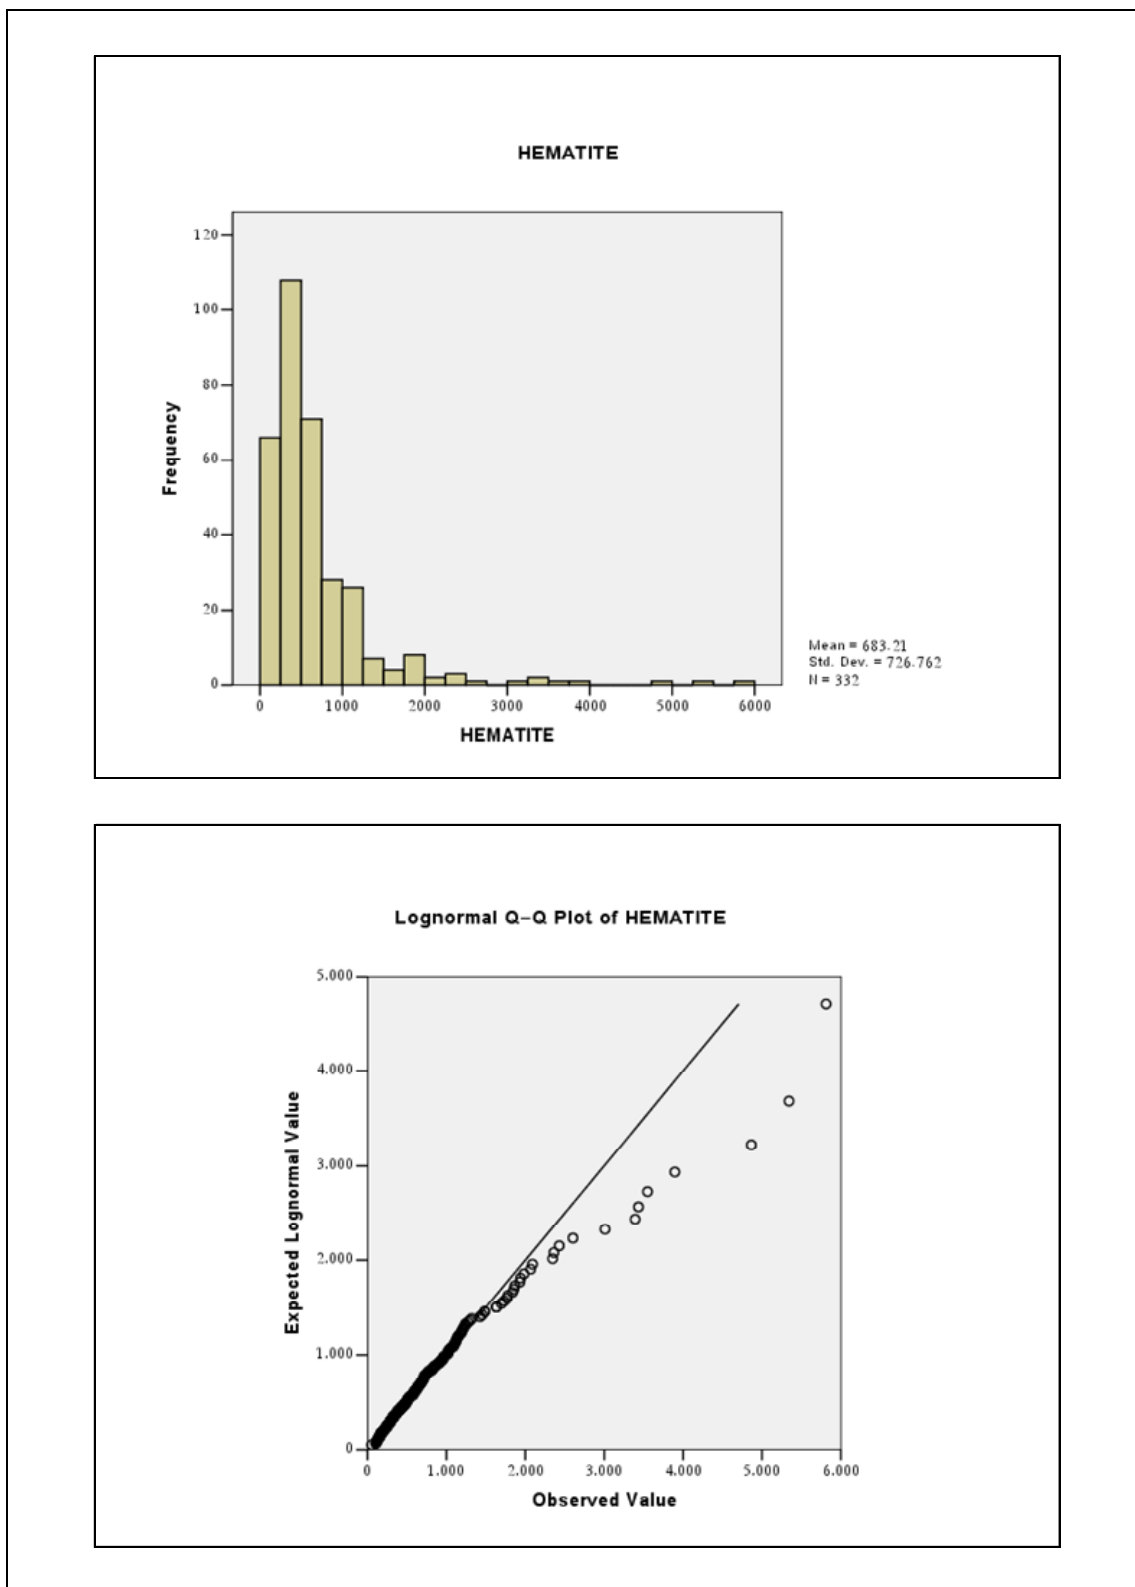 HEMATITE
120
100
80
60
40
20
0
Frequency
0 1000 2000 3000 4000 5000 6000
HEMATITE
Mean = 683.21
Std. Dev. = 726.762
N = 332
Lognormal Q–Q Plot of HEMATITE
5.000
4.000
3.000
2.000
1.000
0
Expected Lognormal Value
0 1.000 2.000 3.000 4.000 5.000 6.000
Observed Value